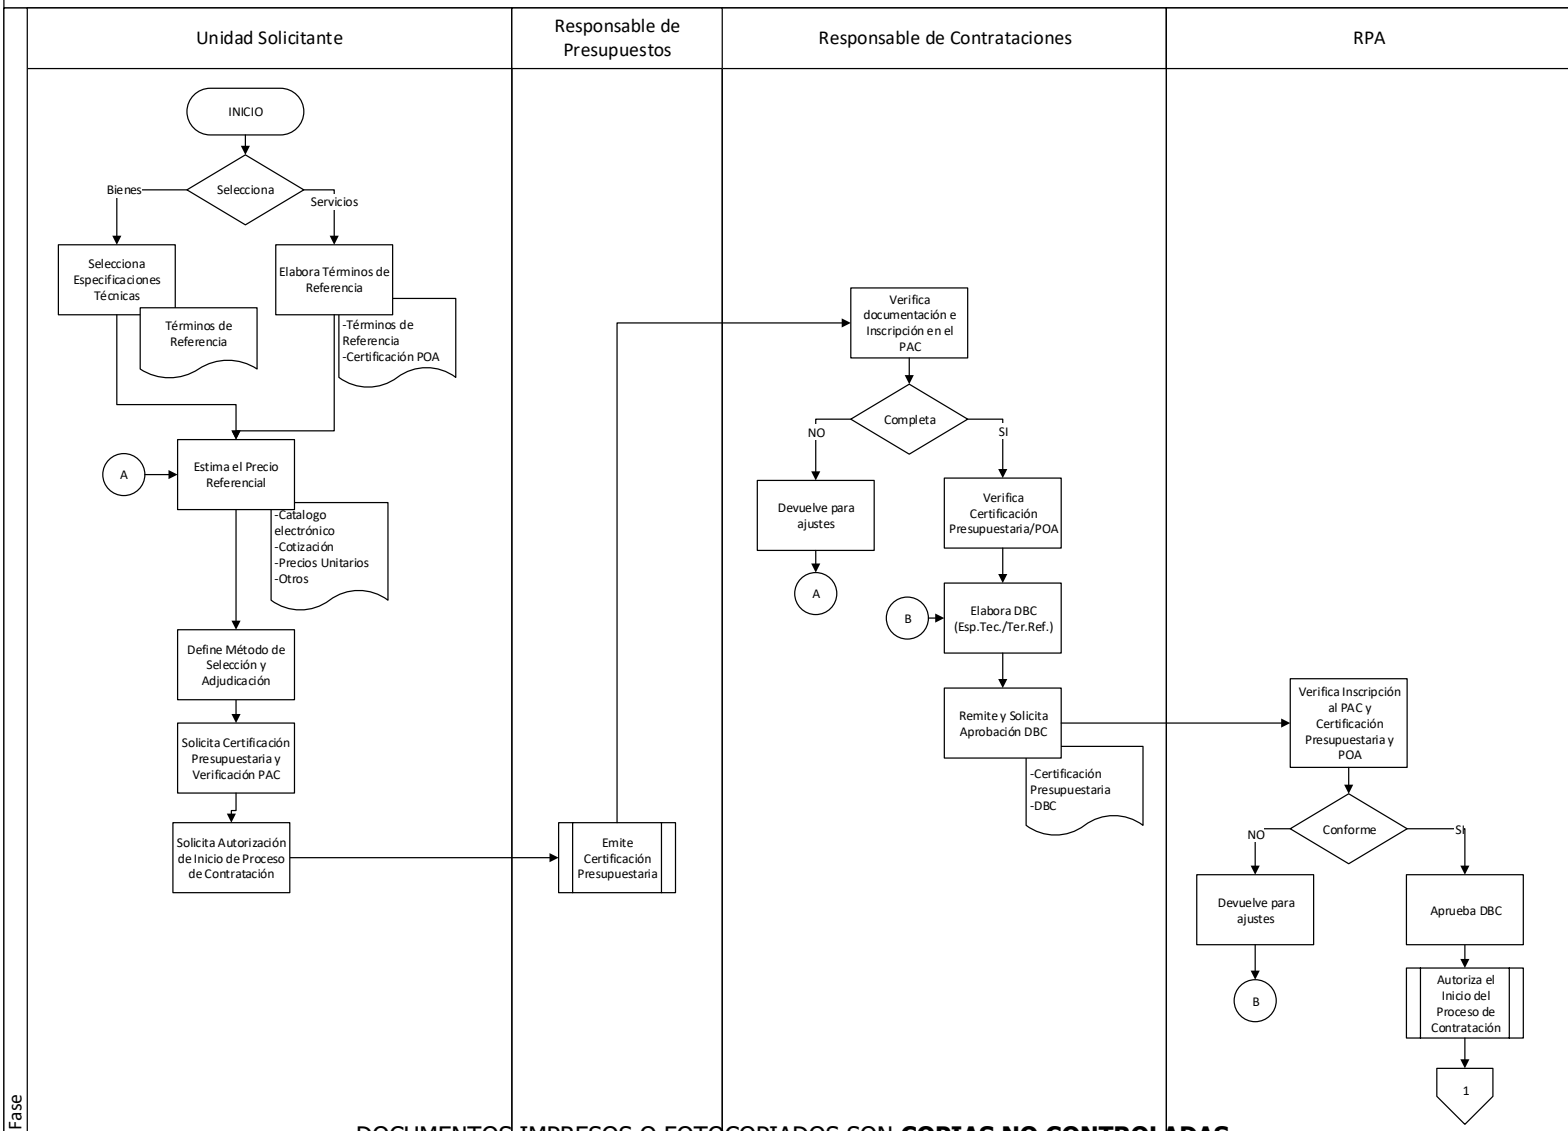 Unidad Solicitante
Responsable de
Presupuestos
Responsable de Contrataciones
RPA
INICIO
Selecciona
Bienes
Servicios
Selecciona
Especificaciones
Técnicas
Términos de
Referencia
Elabora Términos de
Referencia
-Términos de
Referencia
-Certificación POA
A
Estima el Precio
Referencial
-Catalogo
electrónico
-Cotización
-Precios Unitarios
-Otros
Define Método de
Selección y
Adjudicación
Solicita Certificación
Presupuestaria y
Verificación PAC
Solicita Autorización
de Inicio de Proceso
de Contratación
Emite
Certificación
Presupuestaria
Verifica
documentación e
Inscripción en el
PAC
Completa
NO
SI
Devuelve para
ajustes
A
Verifica
Certificación
Presupuestaria/POA
B
Elabora DBC
(Esp.Tec./Ter.Ref.)
Remite y Solicita
Aprobación DBC
-Certificación
Presupuestaria
-DBC
Verifica Inscripción
al PAC y
Certificación
Presupuestaria y
POA
Conforme
NO
SI
Devuelve para
ajustes
B
Aprueba DBC
Autoriza el
Inicio del
Proceso de
Contratación
1
Fase
DOCUMENTOS IMPRESOS O FOTOCOPIADOS SON COPIAS NO CONTROLADAS